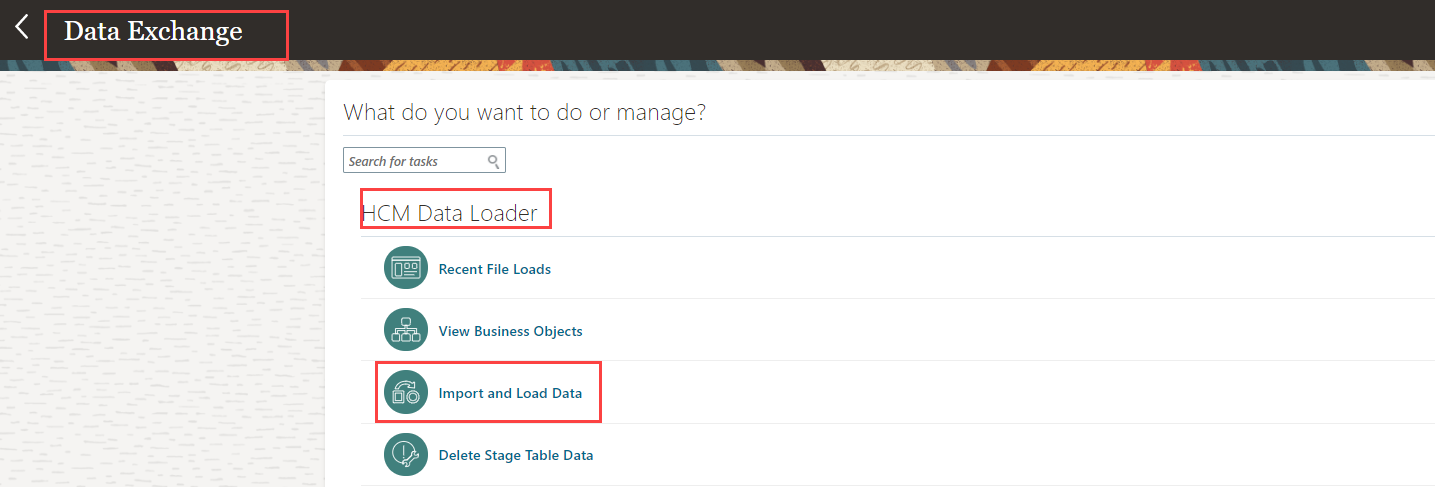 Data Exchange
What do you want to do or manage?
Search for tasks
HCM Data Loader
Recent File Loads
View Business Objects
Import and Load Data
Delete Stage Table Data